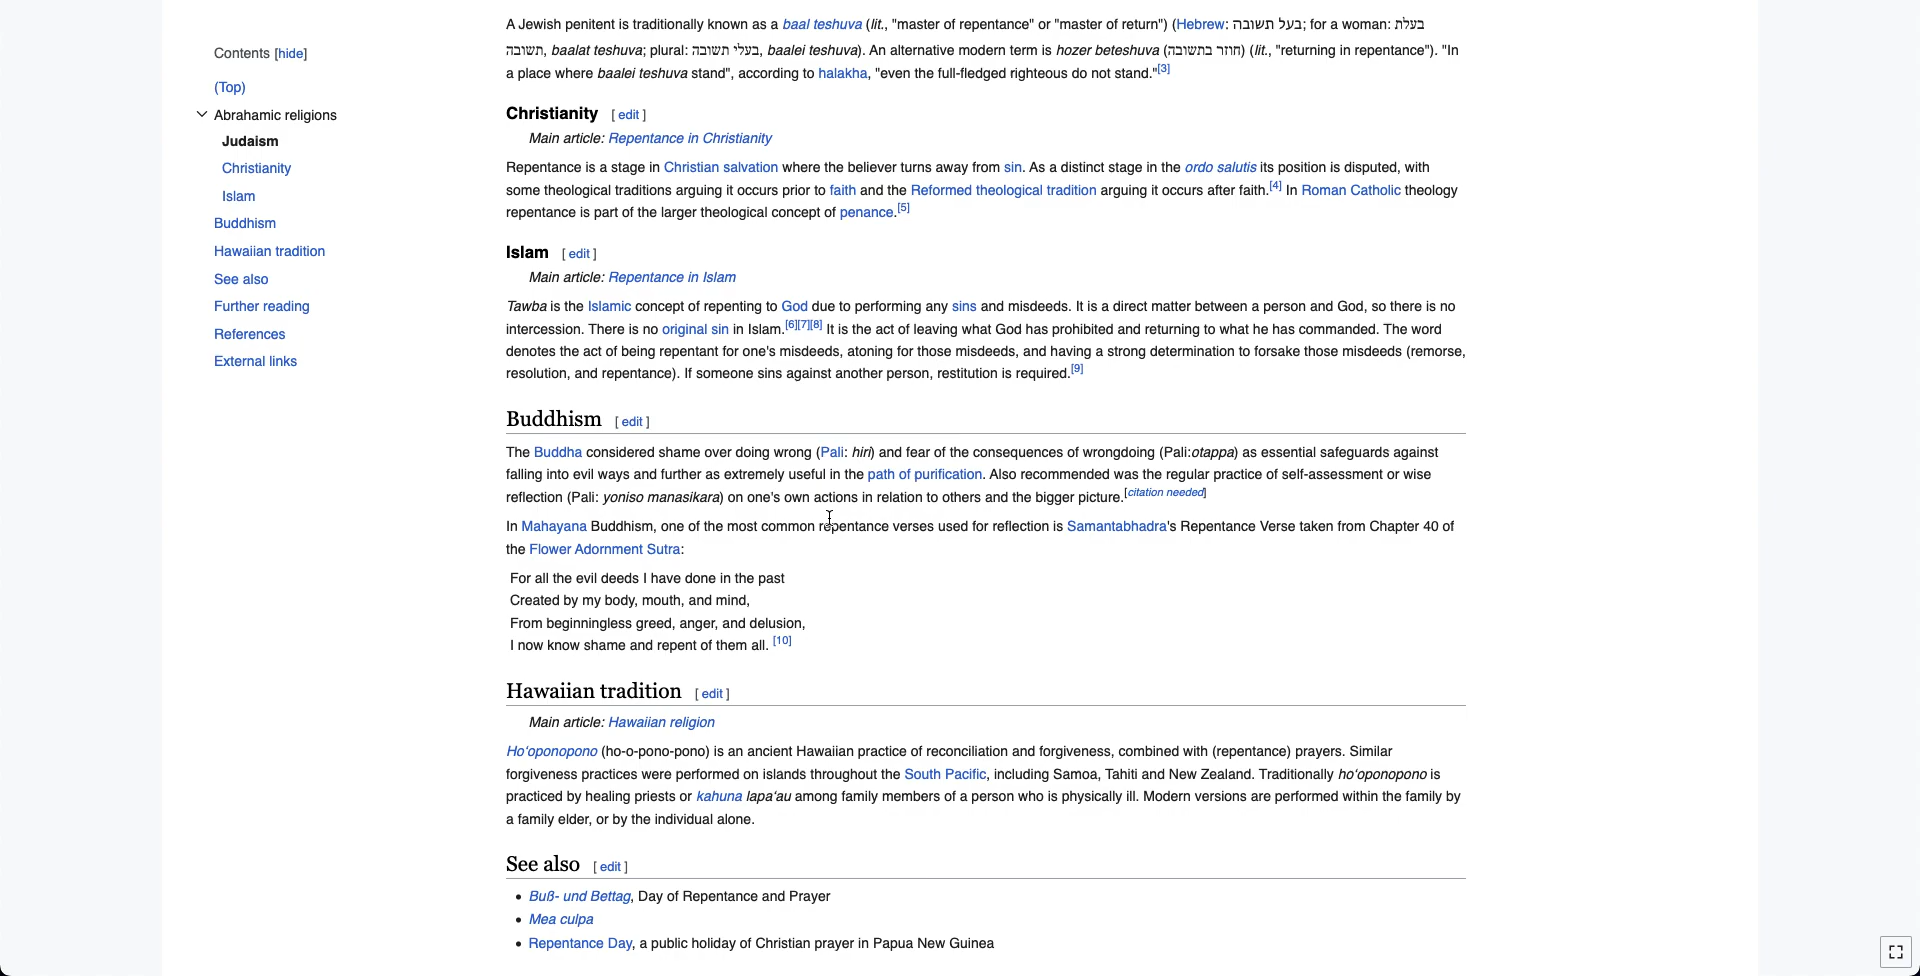 Contents [hide]
(Top)
Abrahamic religions
Judaism
Christianity
Islam
Buddhism
Hawaiian tradition
See also
Further reading
References
External links
A Jewish penitent is traditionally known as a baal teshuva (lit., "master of repentance" or "master of return") (Hebrew: בעל תשובה; for a woman: בעלת
תשובה, baalat teshuva; plural: בעלי תשובה, baalei teshuva). An alternative modern term is hozer beteshuva (חוזר בתשובה) (lit., "returning in repentance"). "In
a place where baalei teshuva stand", according to halakha, "even the full-fledged righteous do not stand."[3]
Christianity [ edit ]
Main article: Repentance in Christianity
Repentance is a stage in Christian salvation where the believer turns away from sin. As a distinct stage in the ordo salutis its position is disputed, with
some theological traditions arguing it occurs prior to faith and the Reformed theological tradition arguing it occurs after faith.[4] In Roman Catholic theology
repentance is part of the larger theological concept of penance.[5]
Islam [ edit ]
Main article: Repentance in Islam
Tawba is the Islamic concept of repenting to God due to performing any sins and misdeeds. It is a direct matter between a person and God, so there is no
intercession. There is no original sin in Islam.[6][7][8] It is the act of leaving what God has prohibited and returning to what he has commanded. The word
denotes the act of being repentant for one's misdeeds, atoning for those misdeeds, and having a strong determination to forsake those misdeeds (remorse,
resolution, and repentance). If someone sins against another person, restitution is required.[9]
Buddhism [ edit ]
The Buddha considered shame over doing wrong (Pali: hiri) and fear of the consequences of wrongdoing (Pali:otappa) as essential safeguards against
falling into evil ways and further as extremely useful in the path of purification. Also recommended was the regular practice of self-assessment or wise
reflection (Pali: yoniso manasikara) on one's own actions in relation to others and the bigger picture.[citation needed]
In Mahayana Buddhism, one of the most common repentance verses used for reflection is Samantabhadra's Repentance Verse taken from Chapter 40 of
the Flower Adornment Sutra:
For all the evil deeds I have done in the past
Created by my body, mouth, and mind,
From beginningless greed, anger, and delusion,
I now know shame and repent of them all. [10]
Hawaiian tradition [ edit ]
Main article: Hawaiian religion
Hoʻoponopono (ho-o-pono-pono) is an ancient Hawaiian practice of reconciliation and forgiveness, combined with (repentance) prayers. Similar
forgiveness practices were performed on islands throughout the South Pacific, including Samoa, Tahiti and New Zealand. Traditionally hoʻoponopono is
practiced by healing priests or kahuna lapaʻau among family members of a person who is physically ill. Modern versions are performed within the family by
a family elder, or by the individual alone.
See also [ edit ]
• Buß- und Bettag, Day of Repentance and Prayer
• Mea culpa
• Repentance Day, a public holiday of Christian prayer in Papua New Guinea